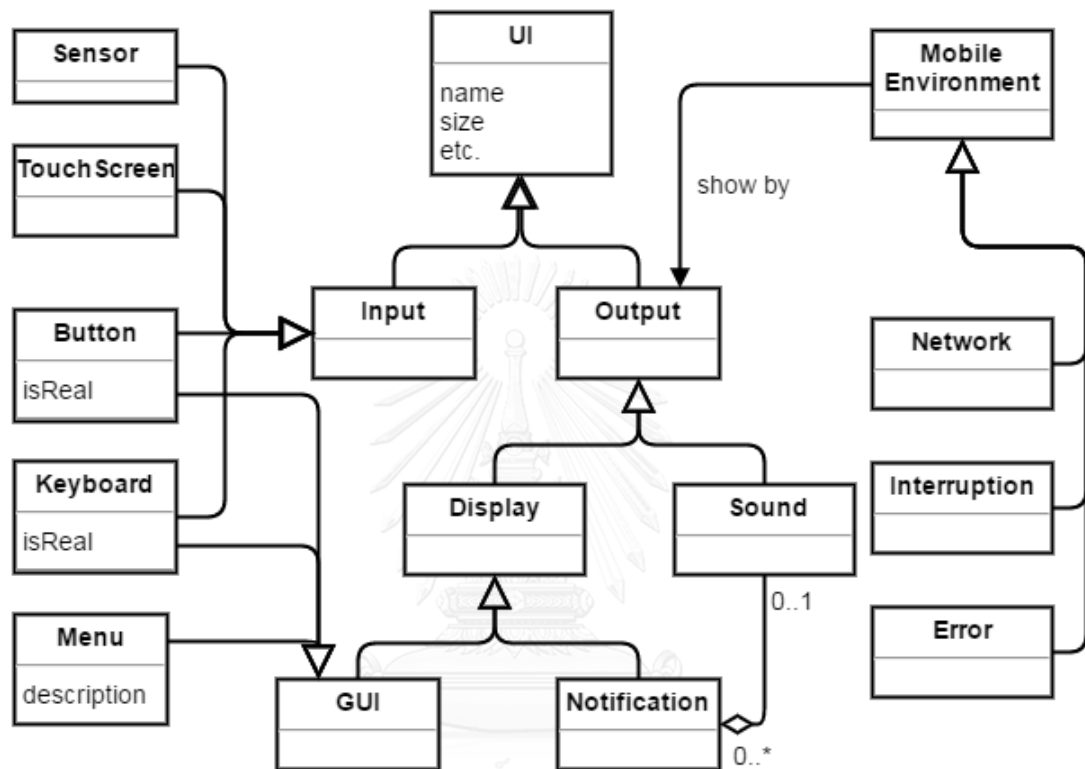 Sensor
TouchScreen
Button
isReal
Keyboard
isReal
Menu
description
UI
name
size
etc.
Input
Output
show by
Display
Sound
0..1
GUI
Notification
0..*
Mobile
Environment
Network
Interruption
Error